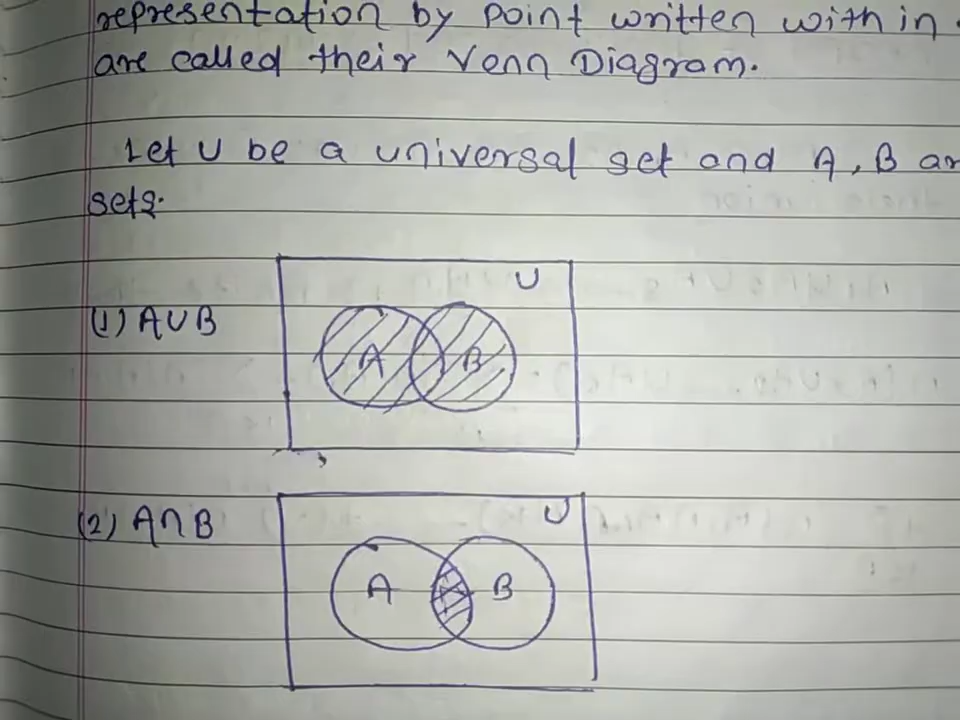 representation by point written with in
are called their Venn Diagram.
Let U be a universal set and A, B ar
sets.
U
(1) A∪B
A B
U
(2) A∩B
A B